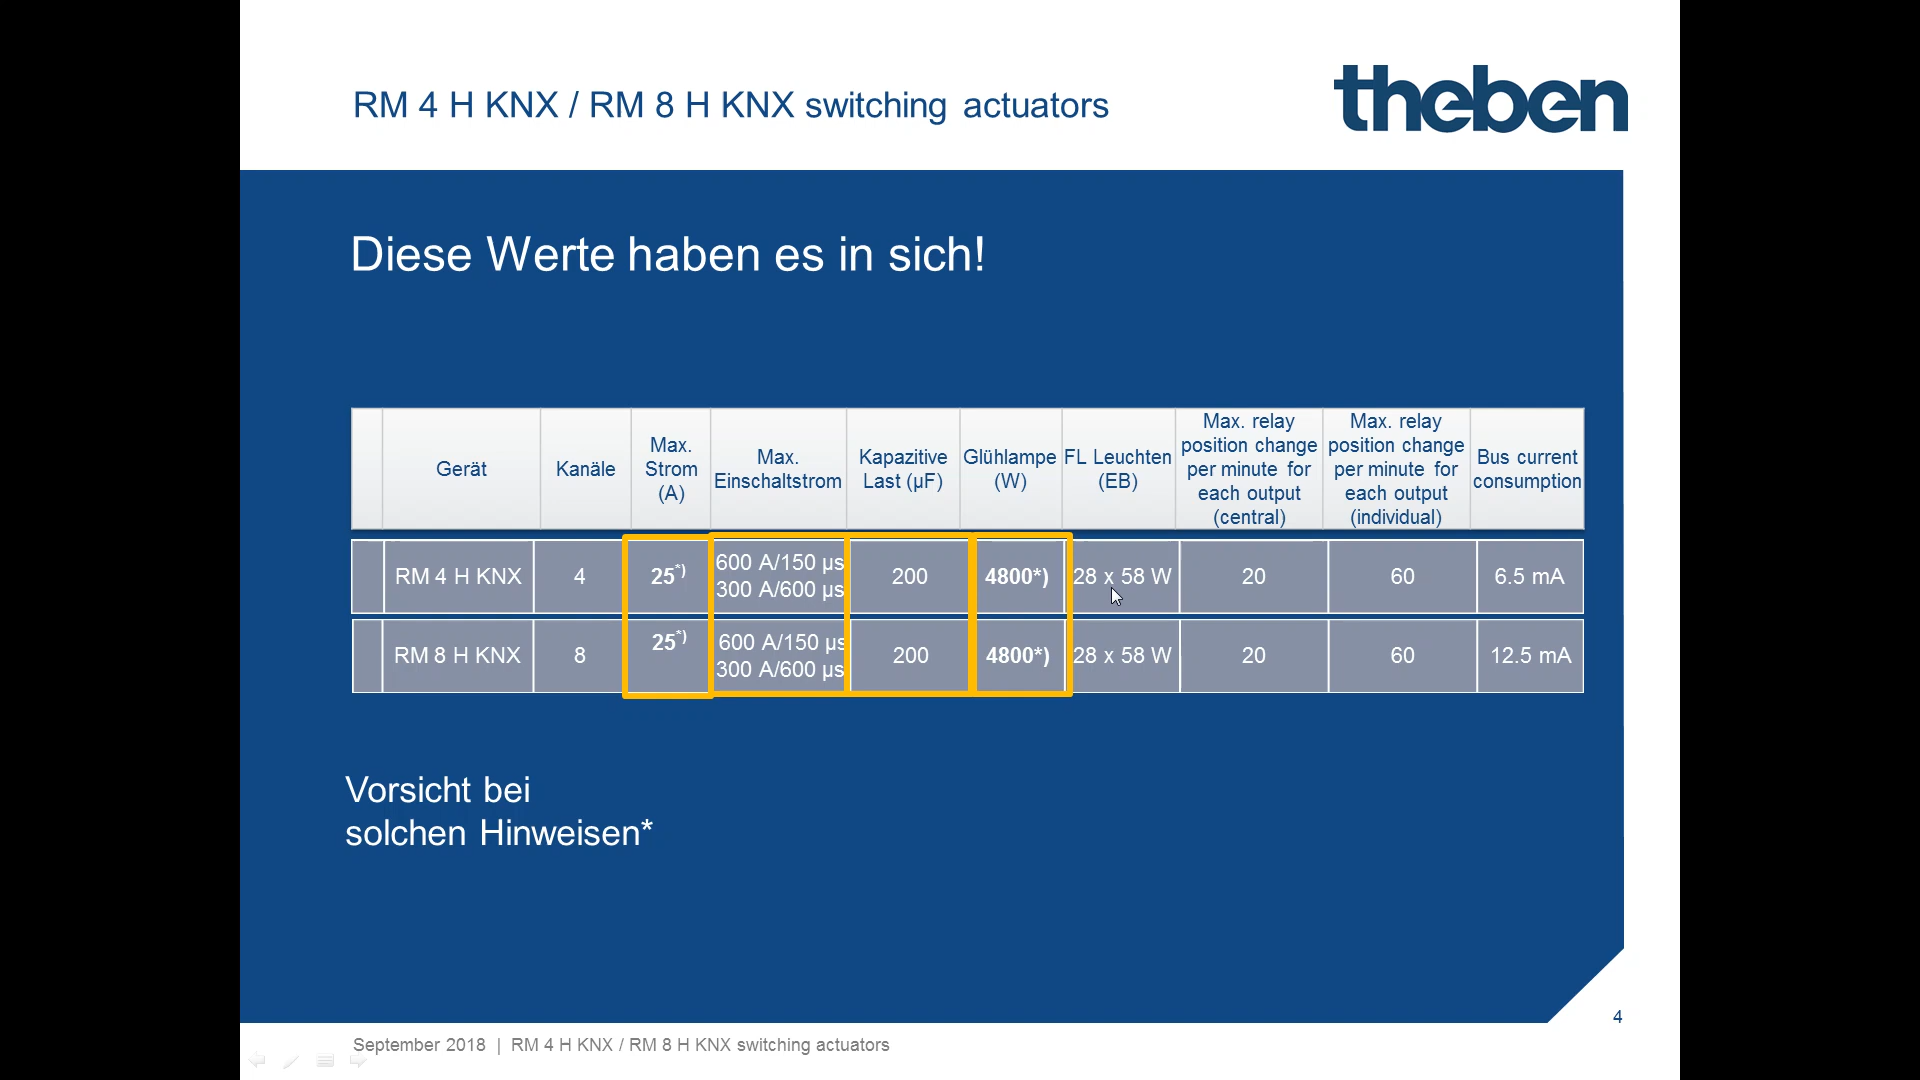 RM 4 H KNX / RM 8 H KNX switching actuators
theben
Diese Werte haben es in sich!
Gerät
Kanäle
Max.
Strom
(A)
Max.
Einschaltstrom
Kapazitive
Last (µF)
Glühlampe
(W)
FL Leuchten
(EB)
Max. relay
position change
per minute for
each output
(central)
Max. relay
position change
per minute for
each output
(individual)
Bus current
consumption
RM 4 H KNX
4
25*)
600 A/150 µs
300 A/600 µs
200
4800*)
28 x 58 W
20
60
6.5 mA
RM 8 H KNX
8
25*)
600 A/150 µs
300 A/600 µs
200
4800*)
28 x 58 W
20
60
12.5 mA
Vorsicht bei
solchen Hinweisen*
4
September 2018 | RM 4 H KNX / RM 8 H KNX switching actuators